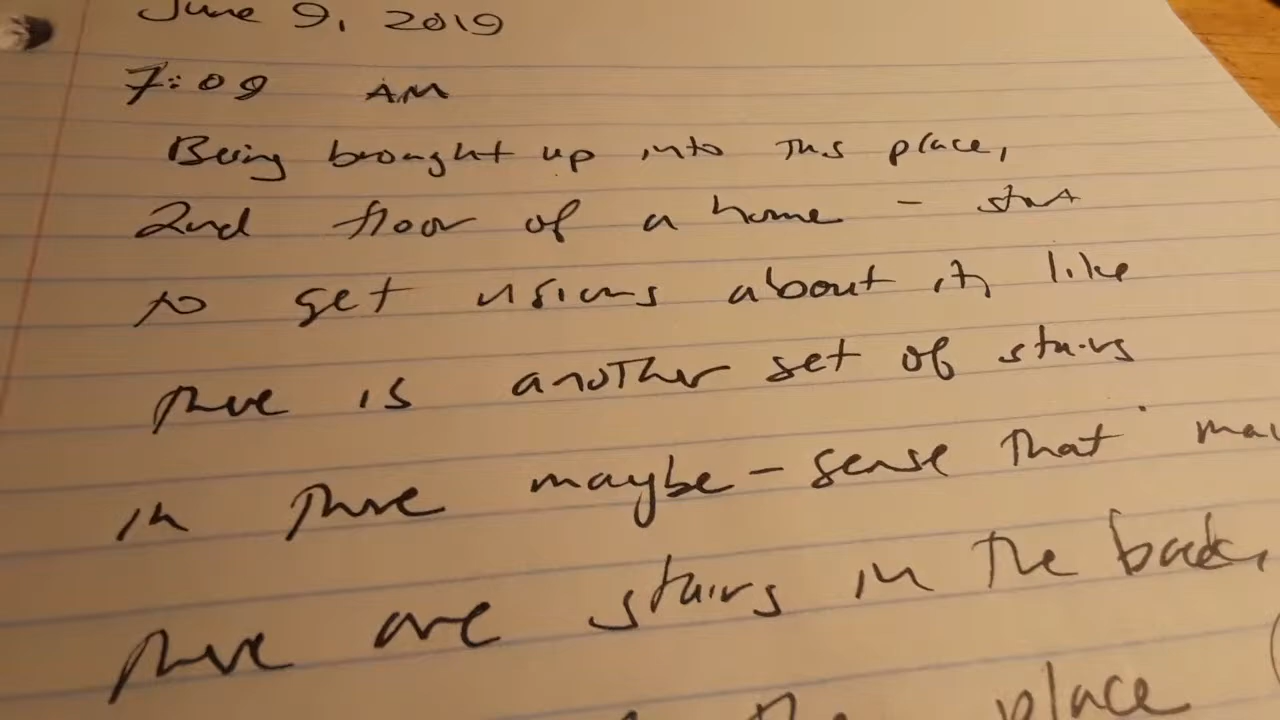 June 9, 2019
7:09 AM
Being brought up into this place,
2nd floor of a home - start
to get visions about it, like
there is another set of stairs
in there maybe - sense that
there are stairs in the back,
the place